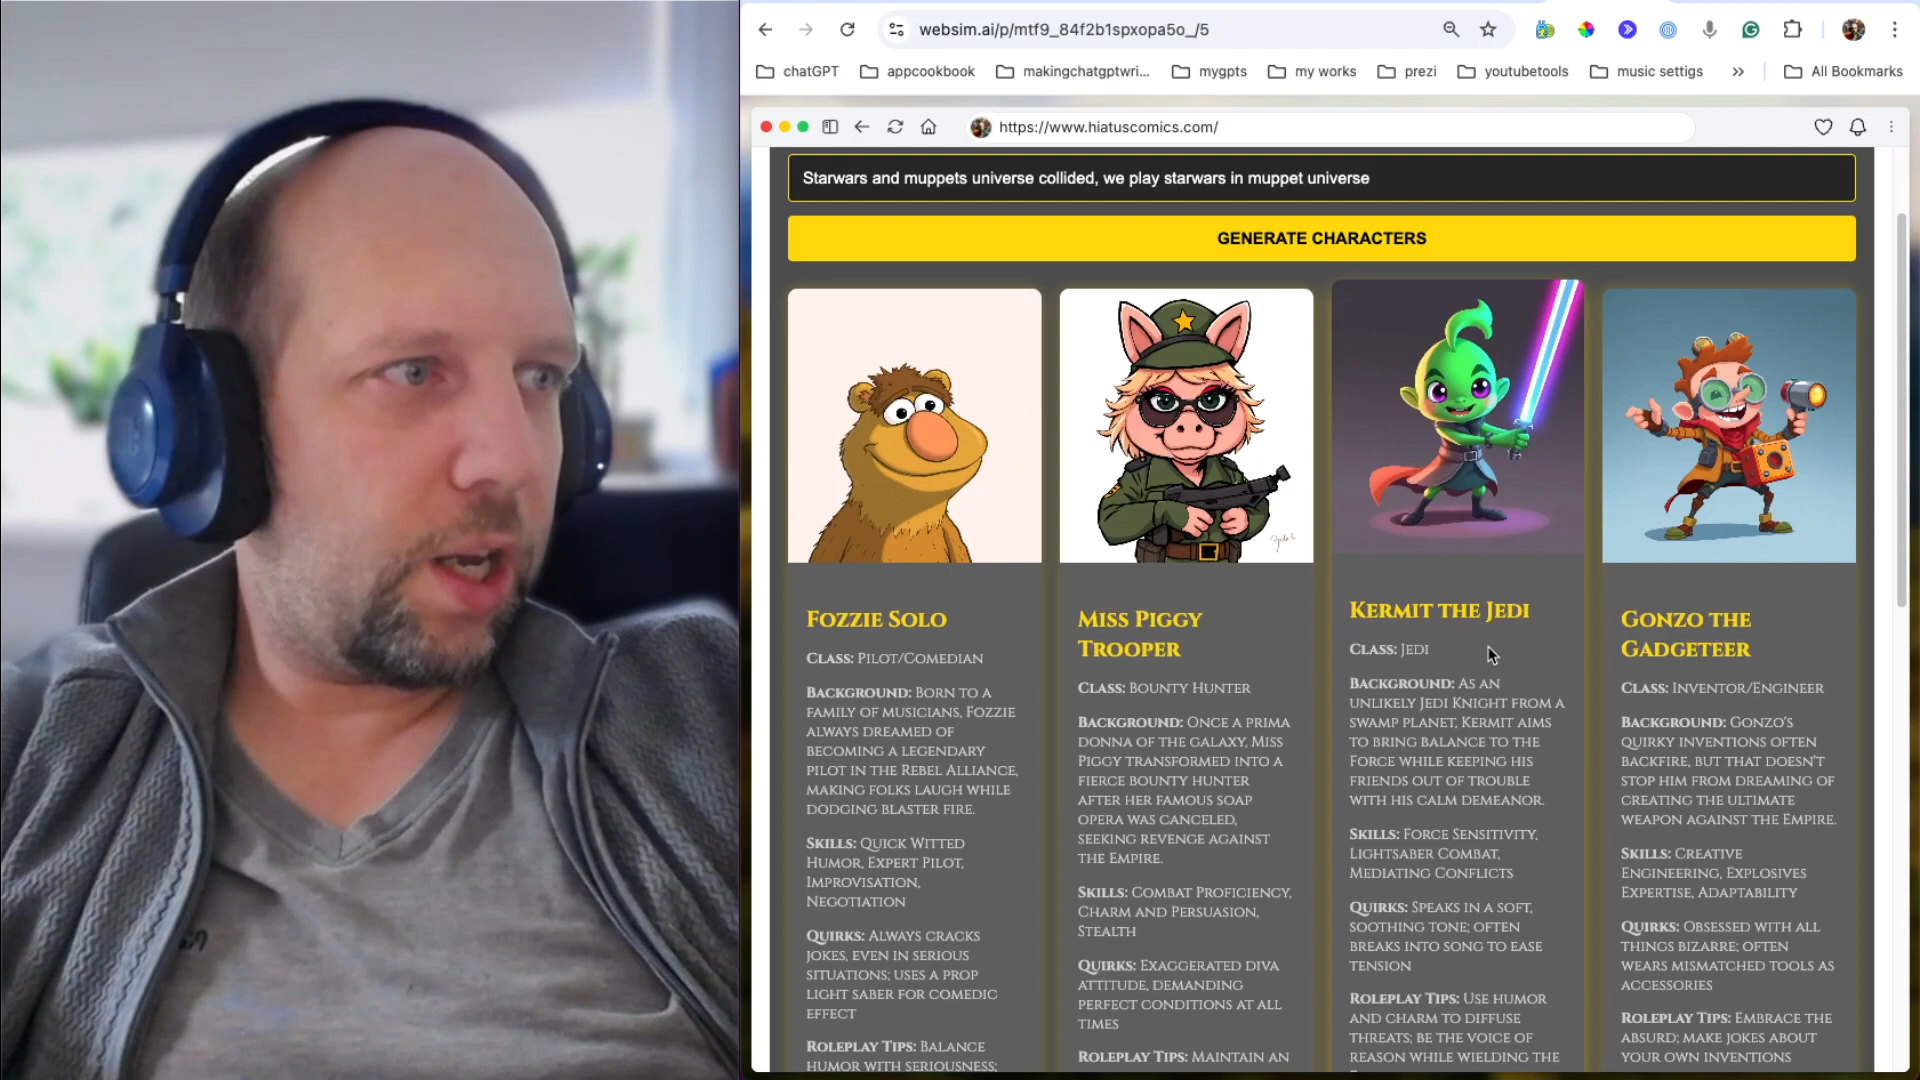 websim.ai/p/mtf9_84f2b1spxopa5o_/5
chatGPT
appcookbook
makingchatgptwri...
mygpts
my works
prezi
youtubetools
music settigs
»
All Bookmarks
https://www.hiatuscomics.com/
Starwars and muppets universe collided, we play starwars in muppet universe
GENERATE CHARACTERS
FOZZIE SOLO
CLASS: PILOT/COMEDIAN
BACKGROUND: BORN TO A
FAMILY OF MUSICIANS, FOZZIE
ALWAYS DREAMED OF
BECOMING A LEGENDARY
PILOT IN THE REBEL ALLIANCE,
MAKING FOLKS LAUGH WHILE
DODGING BLASTER FIRE.
SKILLS: QUICK WITTED
HUMOR, EXPERT PILOT,
IMPROVISATION,
NEGOTIATION
QUIRKS: ALWAYS CRACKS
JOKES, EVEN IN SERIOUS
SITUATIONS; USES A PROP
LIGHT SABER FOR COMEDIC
EFFECT
ROLEPLAY TIPS: BALANCE
HUMOR WITH SERIOUSNESS;
MISS PIGGY
TROOPER
CLASS: BOUNTY HUNTER
BACKGROUND: ONCE A PRIMA
DONNA OF THE GALAXY, MISS
PIGGY TRANSFORMED INTO A
FIERCE BOUNTY HUNTER
AFTER HER FAMOUS SOAP
OPERA WAS CANCELED,
SEEKING REVENGE AGAINST
THE EMPIRE.
SKILLS: COMBAT PROFICIENCY,
CHARM AND PERSUASION,
STEALTH
QUIRKS: EXAGGERATED DIVA
ATTITUDE, DEMANDING
PERFECT CONDITIONS AT ALL
TIMES
ROLEPLAY TIPS: MAINTAIN AN
KERMIT THE JEDI
CLASS: JEDI
BACKGROUND: AS AN
UNLIKELY JEDI KNIGHT FROM A
SWAMP PLANET, KERMIT AIMS
TO BRING BALANCE TO THE
FORCE WHILE KEEPING HIS
FRIENDS OUT OF TROUBLE
WITH HIS CALM DEMEANOR.
SKILLS: FORCE SENSITIVITY,
LIGHTSABER COMBAT,
MEDIATING CONFLICTS
QUIRKS: SPEAKS IN A SOFT,
SOOTHING TONE; OFTEN
BREAKS INTO SONG TO EASE
TENSION
ROLEPLAY TIPS: USE HUMOR
AND CHARM TO DIFFUSE
THREATS; BE THE VOICE OF
REASON WHILE WIELDING THE
GONZO THE
GADGETEER
CLASS: INVENTOR/ENGINEER
BACKGROUND: GONZO'S
QUIRKY INVENTIONS OFTEN
BACKFIRE, BUT THAT DOESN'T
STOP HIM FROM DREAMING OF
CREATING THE ULTIMATE
WEAPON AGAINST THE EMPIRE.
SKILLS: CREATIVE
ENGINEERING, EXPLOSIVES
EXPERTISE, ADAPTABILITY
QUIRKS: OBSESSED WITH ALL
THINGS BIZARRE; OFTEN
WEARS MISMATCHED TOOLS AS
ACCESSORIES
ROLEPLAY TIPS: EMBRACE THE
ABSURD; MAKE JOKES ABOUT
YOUR OWN INVENTIONS